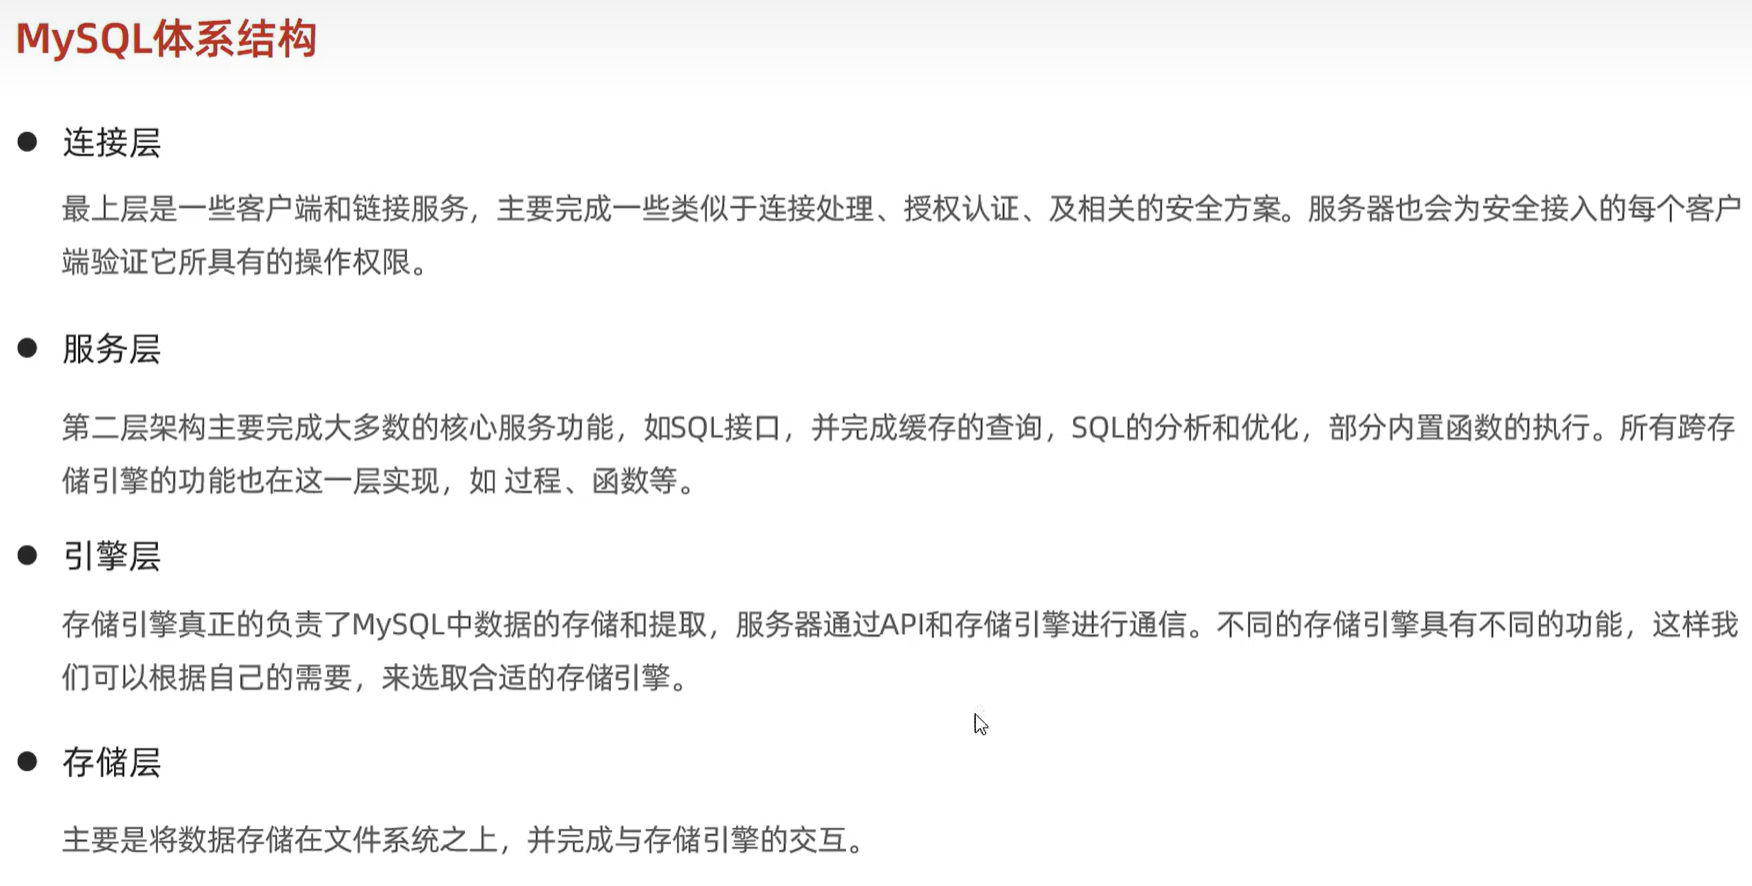 MySQL体系结构
连接层
最上层是一些客户端和链接服务，主要完成一些类似于连接处理、授权认证、及相关的安全方案。服务器也会为安全接入的每个客户
端验证它所具有的操作权限。
服务层
第二层架构主要完成大多数的核心服务功能，如SQL接口，并完成缓存的查询，SQL的分析和优化，部分内置函数的执行。所有跨存
储引擎的功能也在这一层实现，如 过程、函数等。
引擎层
存储引擎真正的负责了MySQL中数据的存储和提取，服务器通过API和存储引擎进行通信。不同的存储引擎具有不同的功能，这样我
们可以根据自己的需要，来选取合适的存储引擎。
存储层
主要是将数据存储在文件系统之上，并完成与存储引擎的交互。